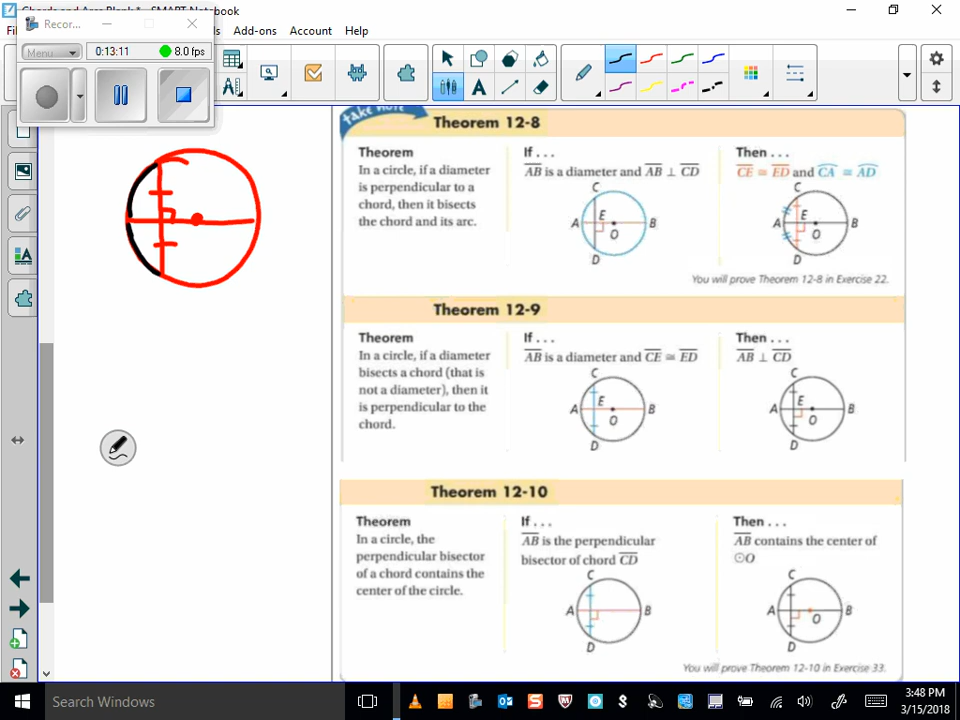 Chords and Arcs Blank* - SMART Notebook
Recor...
Add-ons Account Help
Menu 0:13:11 8.0 fps
take note
Theorem 12-8
Theorem
In a circle, if a diameter
is perpendicular to a
chord, then it bisects
the chord and its arc.
If . . .
AB is a diameter and AB ⊥ CD
C
A E B
O
D
Then . . .
CE ≅ ED and CA ≅ AD
C
A E B
O
D
You will prove Theorem 12-8 in Exercise 22.
Theorem 12-9
Theorem
In a circle, if a diameter
bisects a chord (that is
not a diameter), then it
is perpendicular to the
chord.
If . . .
AB is a diameter and CE ≅ ED
C
A E B
O
D
Then . . .
AB ⊥ CD
C
A E B
O
D
Theorem 12-10
Theorem
In a circle, the
perpendicular bisector
of a chord contains the
center of the circle.
If . . .
AB is the perpendicular
bisector of chord CD
C
A B
D
Then . . .
AB contains the center of
⊙O
C
A B
O
D
You will prove Theorem 12-10 in Exercise 33.
Search Windows
3:48 PM
3/15/2018